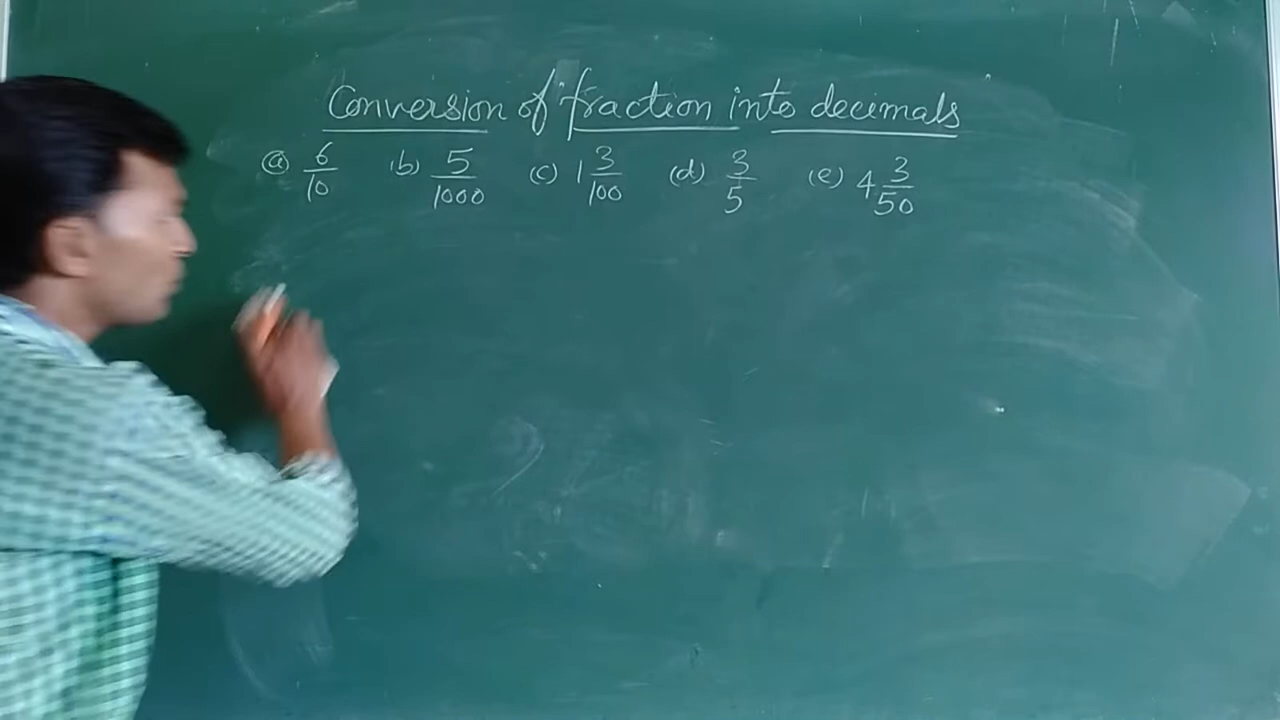 Conversion of fraction into decimals
(a) 6/10 (b) 5/1000 (c) 1 3/100 (d) 3/5 (e) 4 3/50